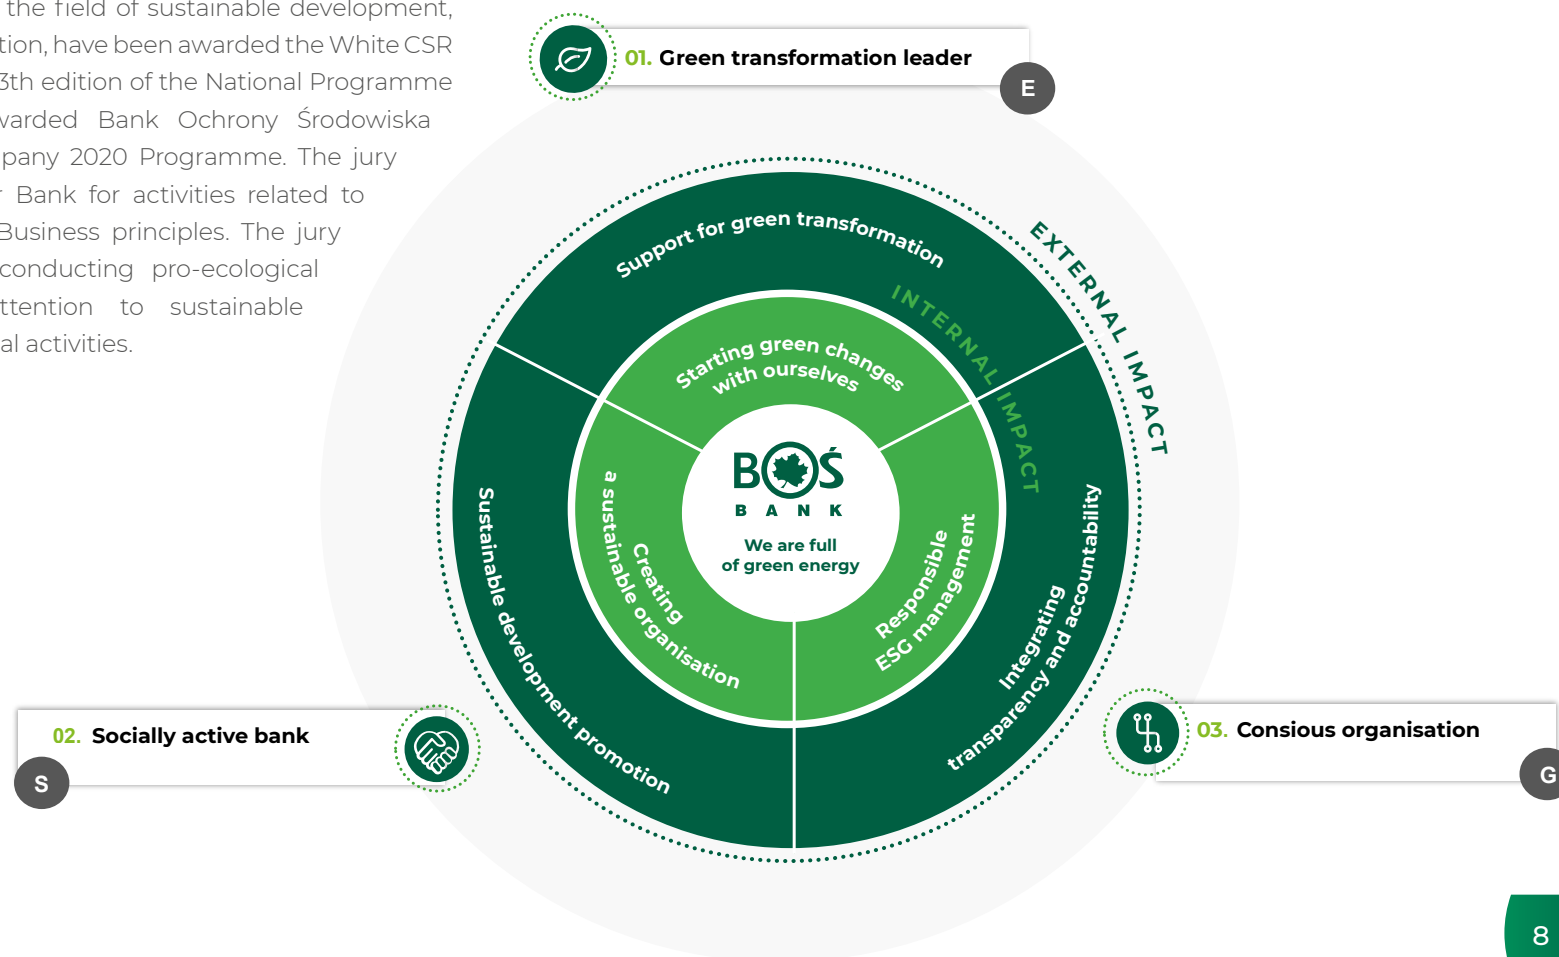 the field of sustainable development,
tion, have been awarded the White CSR
3th edition of the National Programme
warded Bank Ochrony Środowiska
pany 2020 Programme. The jury
r Bank for activities related to
Business principles. The jury
conducting pro-ecological
ttention to sustainable
al activities.
01. Green transformation leader
E
EXTERNAL IMPACT
Support for green transformation
INTERNAL IMPACT
Starting green changes
with ourselves
BOŚ
BANK
We are full
of green energy
Creating
a sustainable organisation
Responsible
ESG management
Sustainable development promotion
Integrating
transparency and accountability
02. Socially active bank
S
03. Consious organisation
G
8